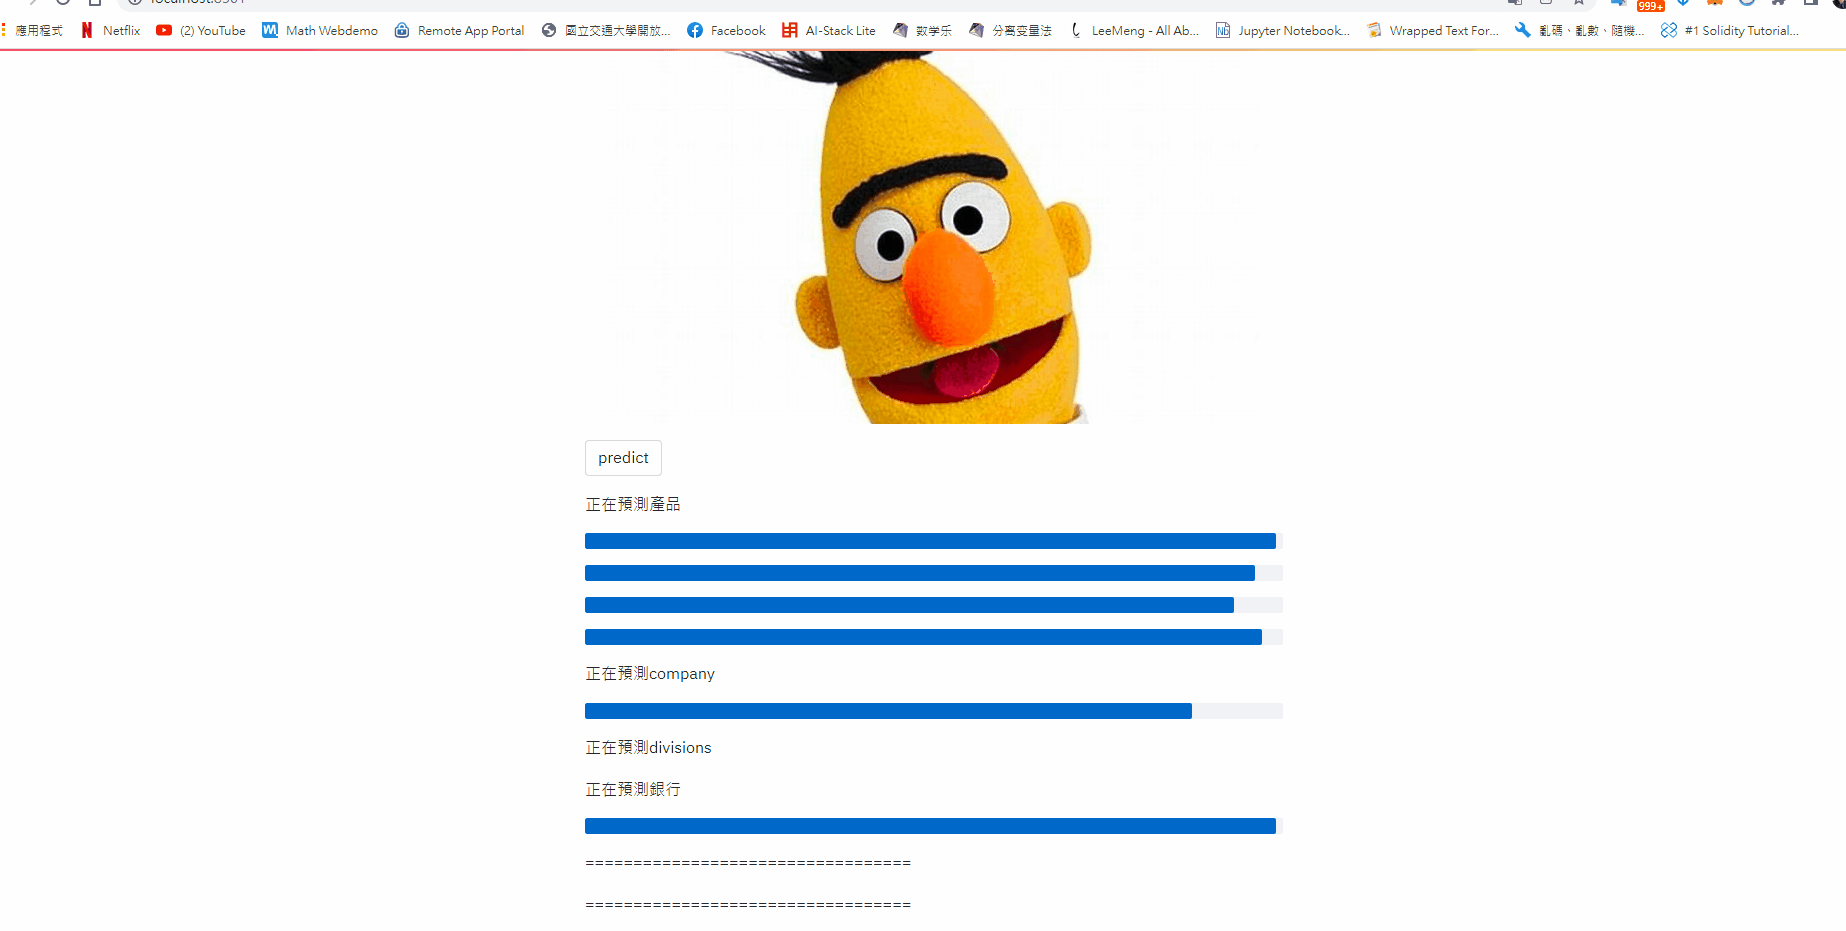 應用程式 Netflix (2) YouTube Math Webdemo Remote App Portal 國立交通大學開放... Facebook AI-Stack Lite 数学乐 分离变量法 LeeMeng - All Ab... Jupyter Notebook... Wrapped Text For... 亂碼、亂數、隨機... #1 Solidity Tutorial...
999+
predict
正在預測產品
正在預測company
正在預測divisions
正在預測銀行
==================================
==================================